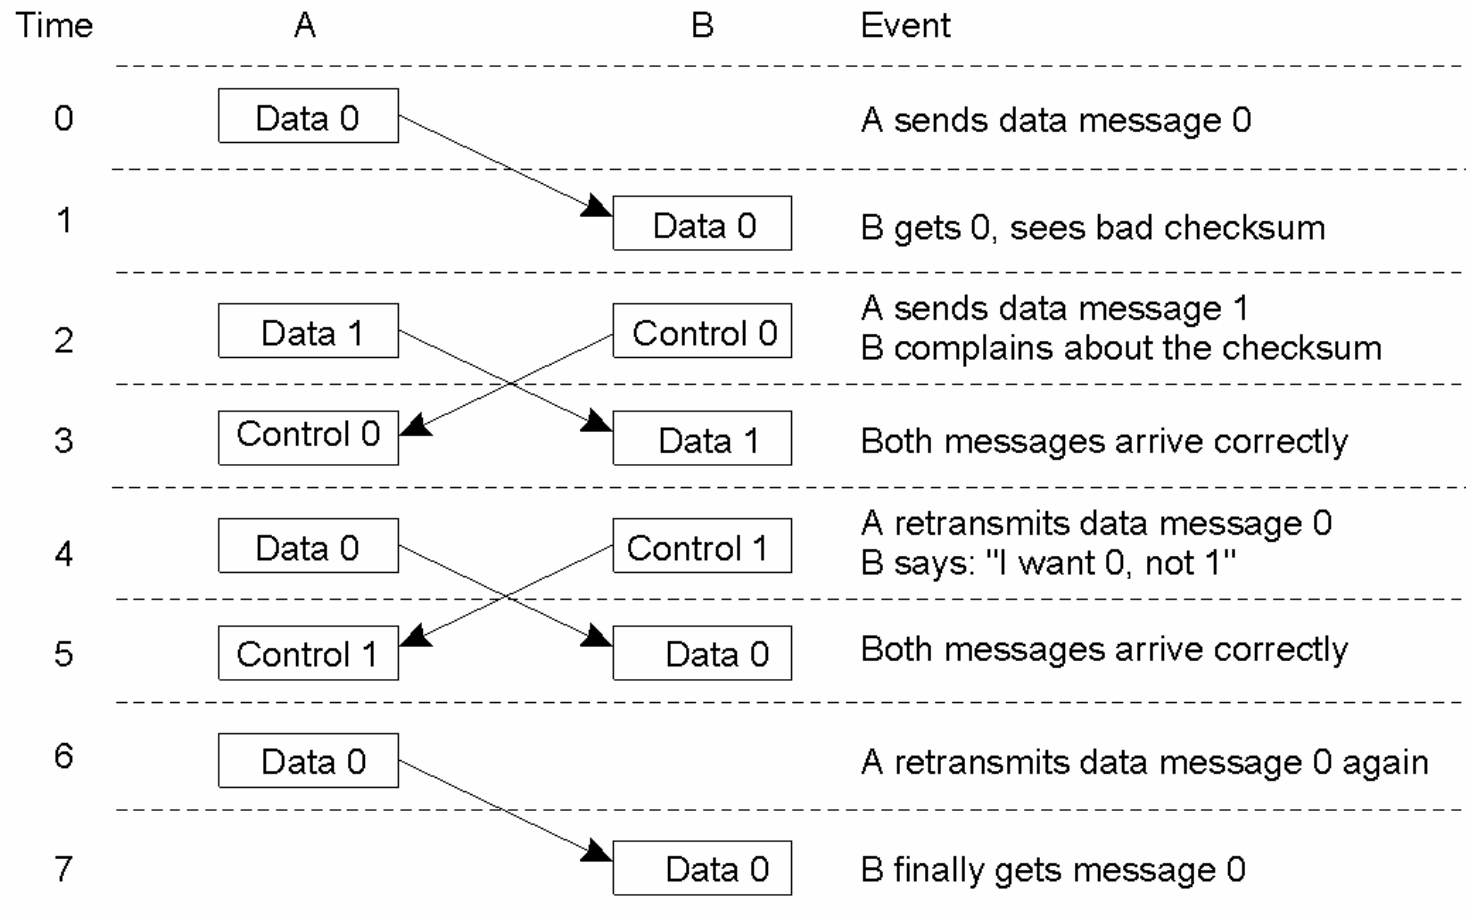 Time A B Event
0 Data 0 A sends data message 0
1 Data 0 B gets 0, sees bad checksum
A sends data message 1
2 Data 1 Control 0
B complains about the checksum
3 Control 0 Data 1 Both messages arrive correctly
A retransmits data message 0
4 Data 0 Control 1
B says: "I want 0, not 1"
5 Control 1 Data 0 Both messages arrive correctly
6 Data 0 A retransmits data message 0 again
7 Data 0 B finally gets message 0